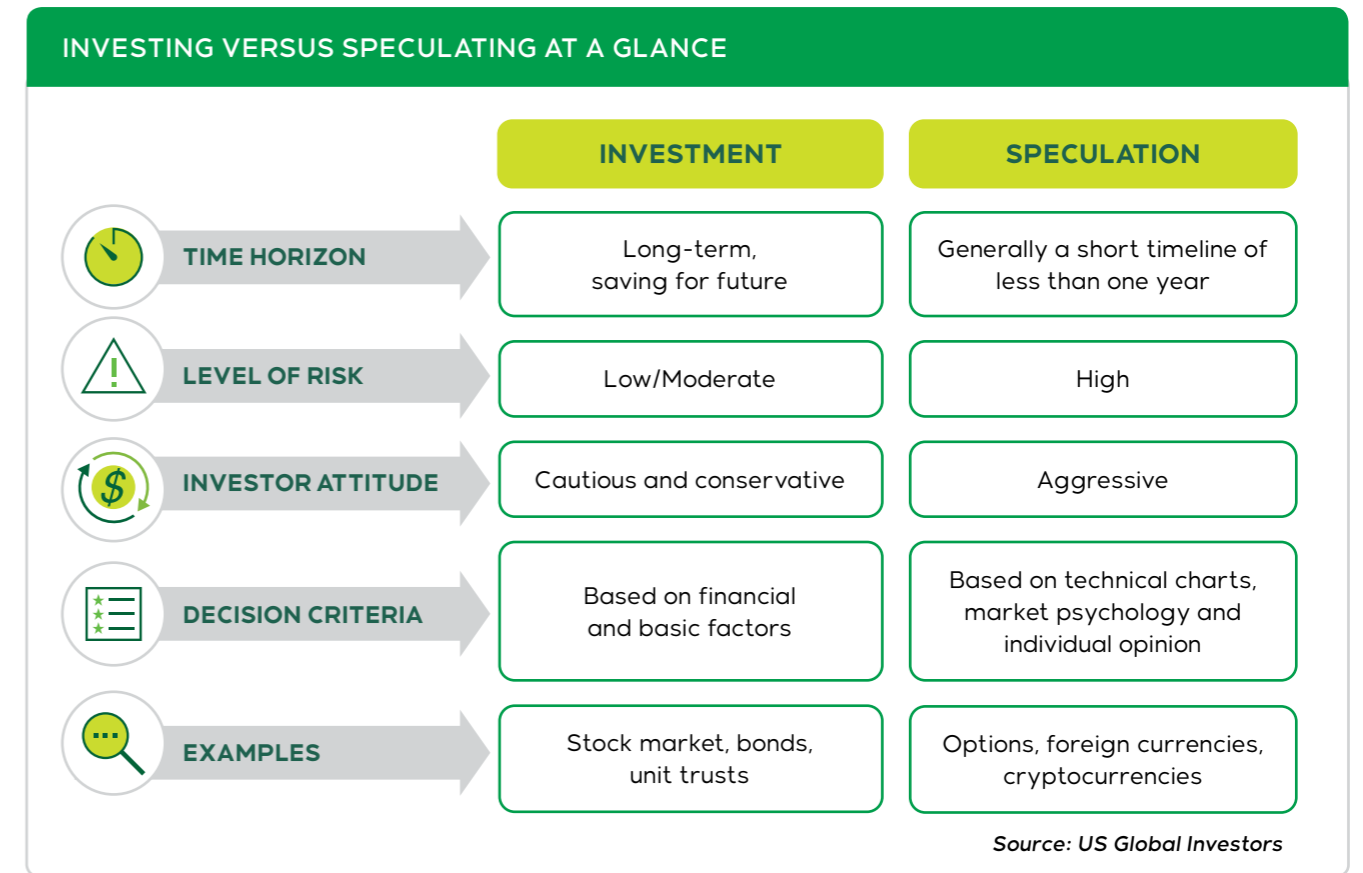 INVESTING VERSUS SPECULATING AT A GLANCE
INVESTMENT
SPECULATION
TIME HORIZON
Long-term,
saving for future
Generally a short timeline of
less than one year
LEVEL OF RISK
Low/Moderate
High
$
INVESTOR ATTITUDE
Cautious and conservative
Aggressive
DECISION CRITERIA
Based on financial
and basic factors
Based on technical charts,
market psychology and
individual opinion
EXAMPLES
Stock market, bonds,
unit trusts
Options, foreign currencies,
cryptocurrencies
Source: US Global Investors